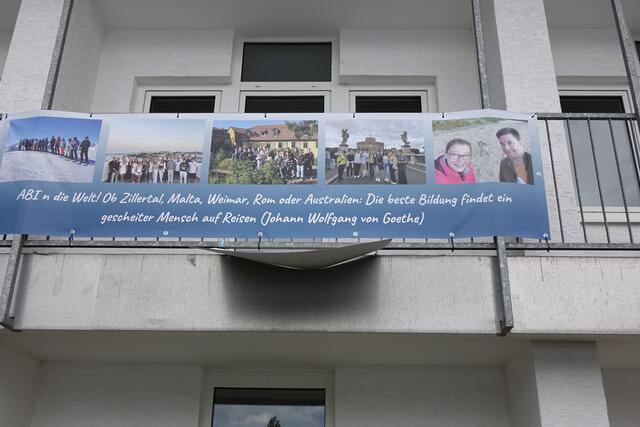 ABI n die Welt! Ob Zillertal, Malta, Weimar, Rom oder Australien: Die beste Bildung findet ein
gescheiter Mensch auf Reisen (Johann Wolfgang von Goethe)